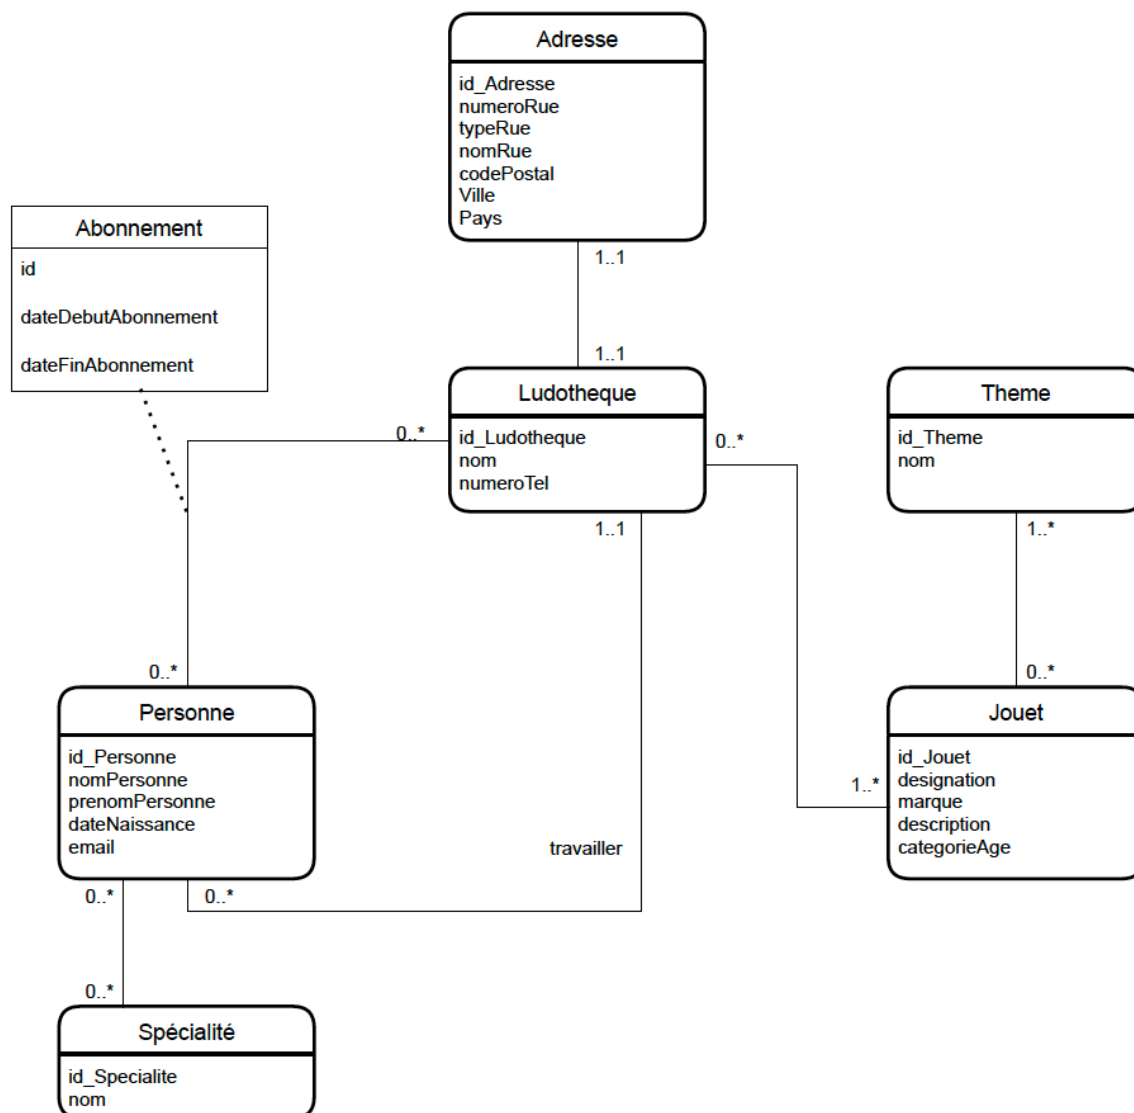 Adresse
id_Adresse
numeroRue
typeRue
nomRue
codePostal
Ville
Pays
1..1
Abonnement
id
dateDebutAbonnement
dateFinAbonnement
1..1
Ludotheque
id_Ludotheque
nom
numeroTel
0..*
0..*
1..1
Theme
id_Theme
nom
1..*
0..*
0..*
Personne
id_Personne
nomPersonne
prenomPersonne
dateNaissance
email
Jouet
id_Jouet
designation
marque
description
categorieAge
1..*
travailler
0..*
0..*
0..*
Spécialité
id_Specialite
nom